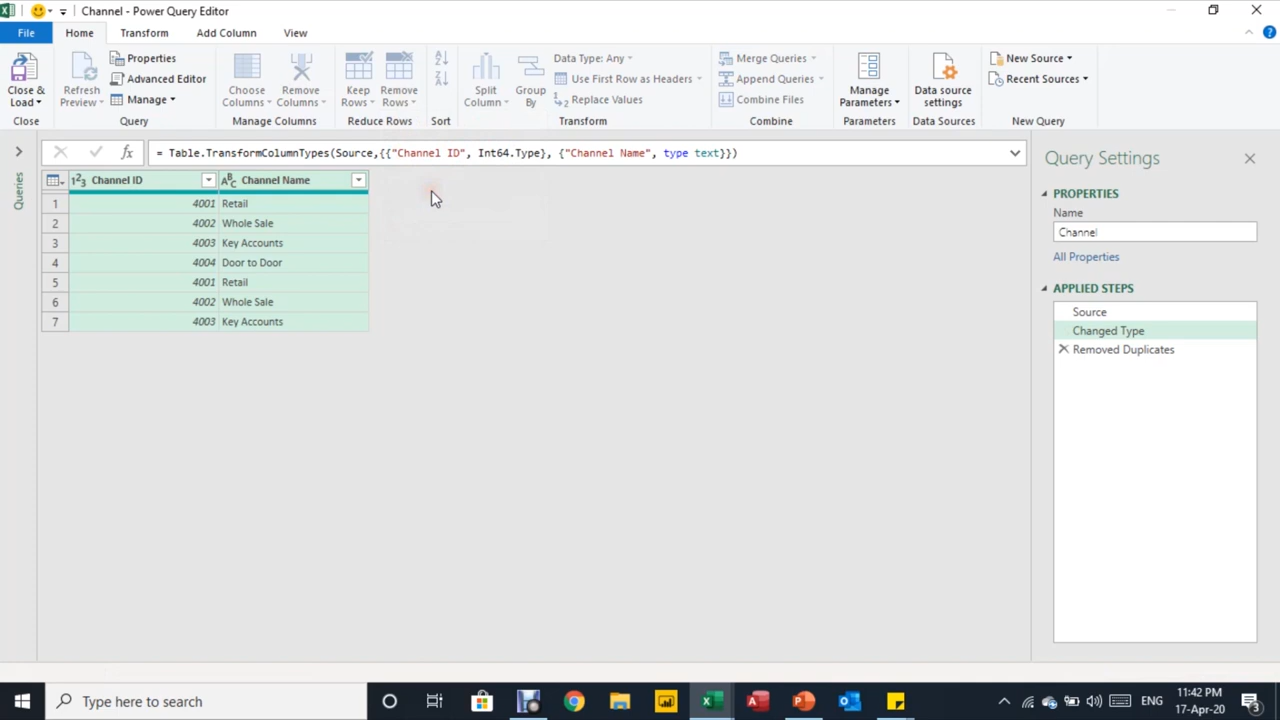 Channel - Power Query Editor
File Home Transform Add Column View
Close & Load
Refresh Preview
Properties
Advanced Editor
Manage
Choose Columns
Remove Columns
Keep Rows
Remove Rows
Split Column
Group By
Data Type: Any
Use First Row as Headers
Replace Values
Merge Queries
Append Queries
Combine Files
Manage Parameters
Data source settings
New Source
Recent Sources
Close Query Manage Columns Reduce Rows Sort Transform Combine Parameters Data Sources New Query
fx = Table.TransformColumnTypes(Source,{{"Channel ID", Int64.Type}, {"Channel Name", type text}})
Queries
Channel ID Channel Name
1 4001 Retail
2 4002 Whole Sale
3 4003 Key Accounts
4 4004 Door to Door
5 4001 Retail
6 4002 Whole Sale
7 4003 Key Accounts
Query Settings
PROPERTIES
Name
Channel
All Properties
APPLIED STEPS
Source
Changed Type
Removed Duplicates
Type here to search
ENG
11:42 PM
17-Apr-20
3